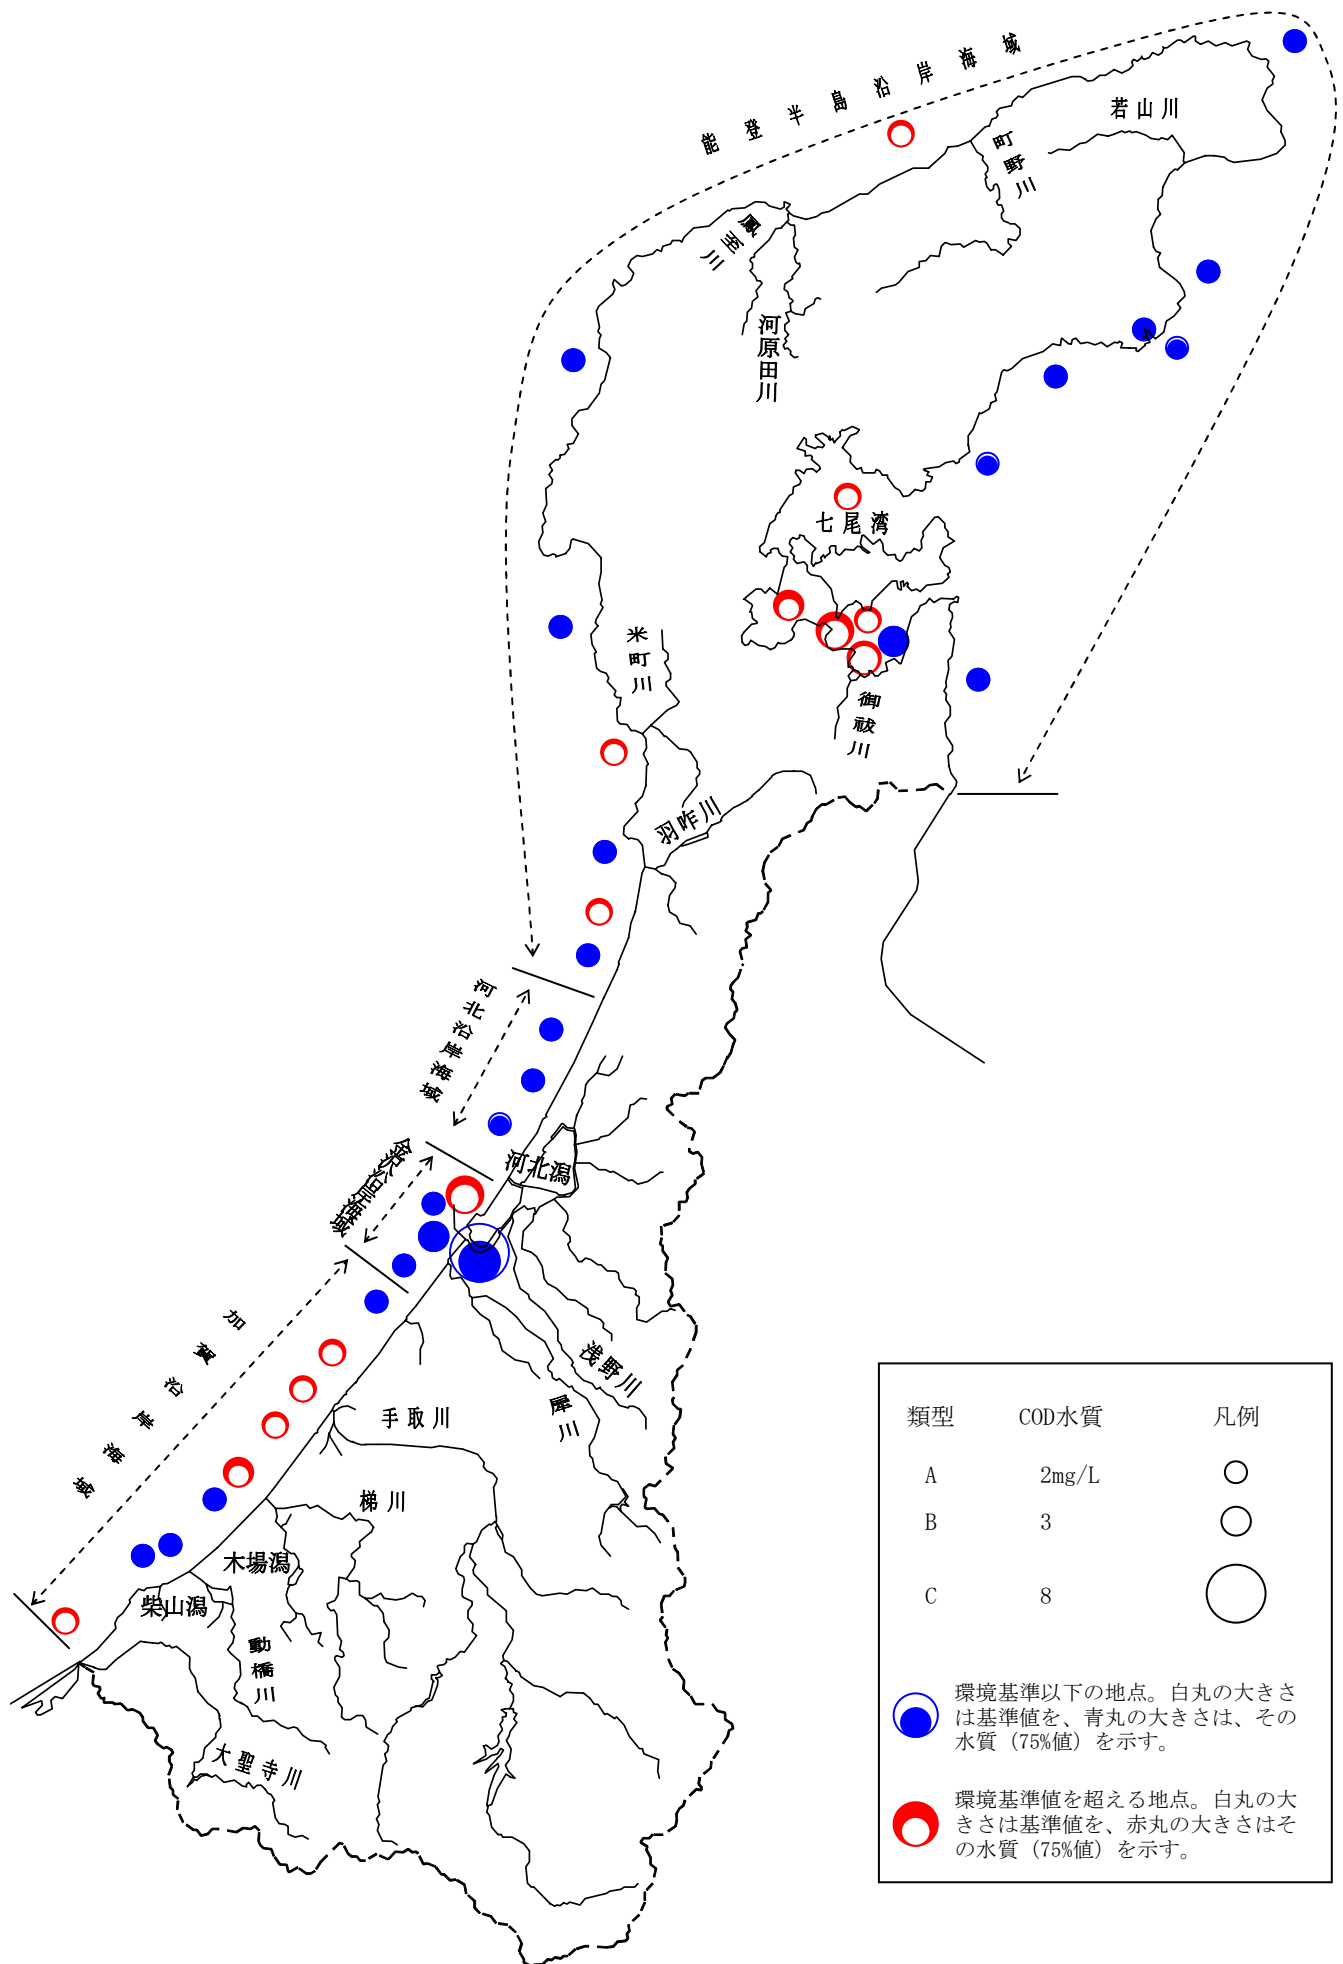 能登半島沿岸海域
若山川
町野川
鳳至川
河原田川
七尾湾
米町川
御祓川
羽咋川
河北沿岸海域
金沢沿岸海域
河北潟
加賀沿岸海域
浅野川
犀川
手取川
梯川
木場潟
柴山潟
動橋川
大聖寺川
類型 COD水質 凡例
A 2mg/L
B 3
C 8
環境基準以下の地点。白丸の大きさ
は基準値を、青丸の大きさは、その
水質（75%値）を示す。
環境基準値を超える地点。白丸の大
きさは基準値を、赤丸の大きさはそ
の水質（75%値）を示す。